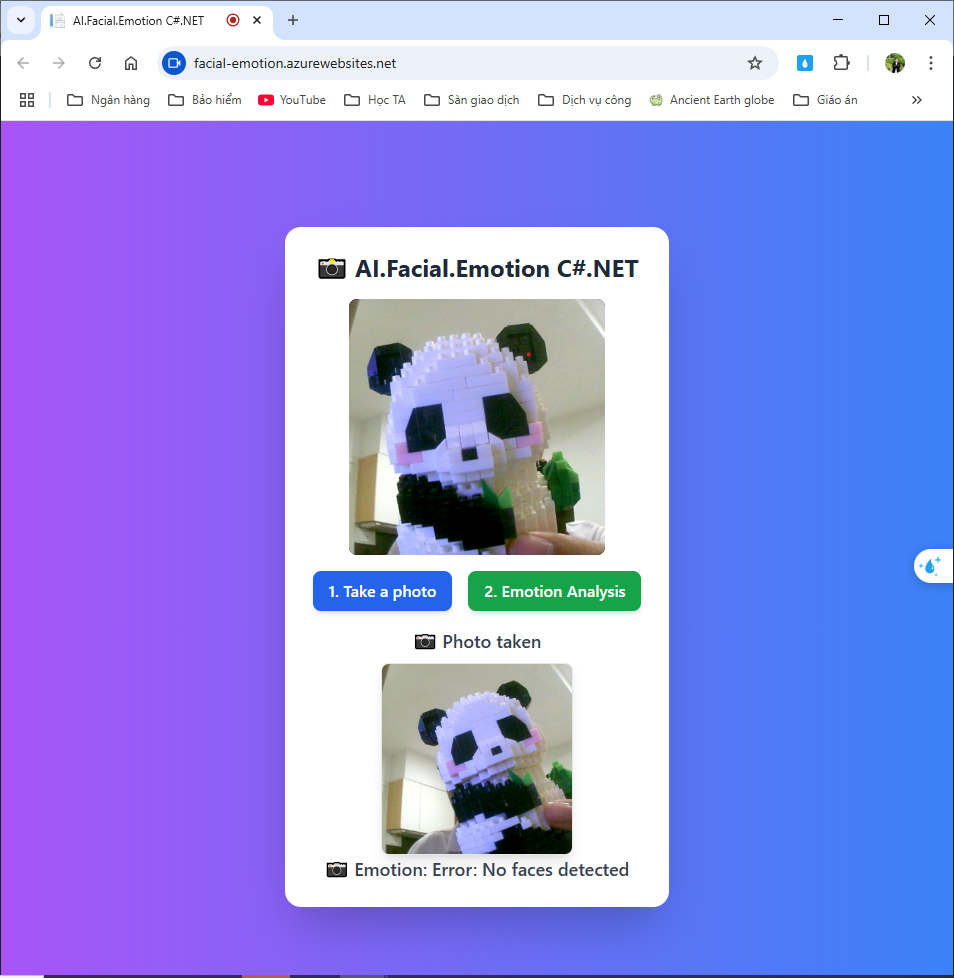 AI.Facial.Emotion C#.NET
facial-emotion.azurewebsites.net
Ngân hàng Bảo hiểm YouTube Học TA Sàn giao dịch Dịch vụ công Ancient Earth globe Giáo án
AI.Facial.Emotion C#.NET
1. Take a photo 2. Emotion Analysis
Photo taken
Emotion: Error: No faces detected